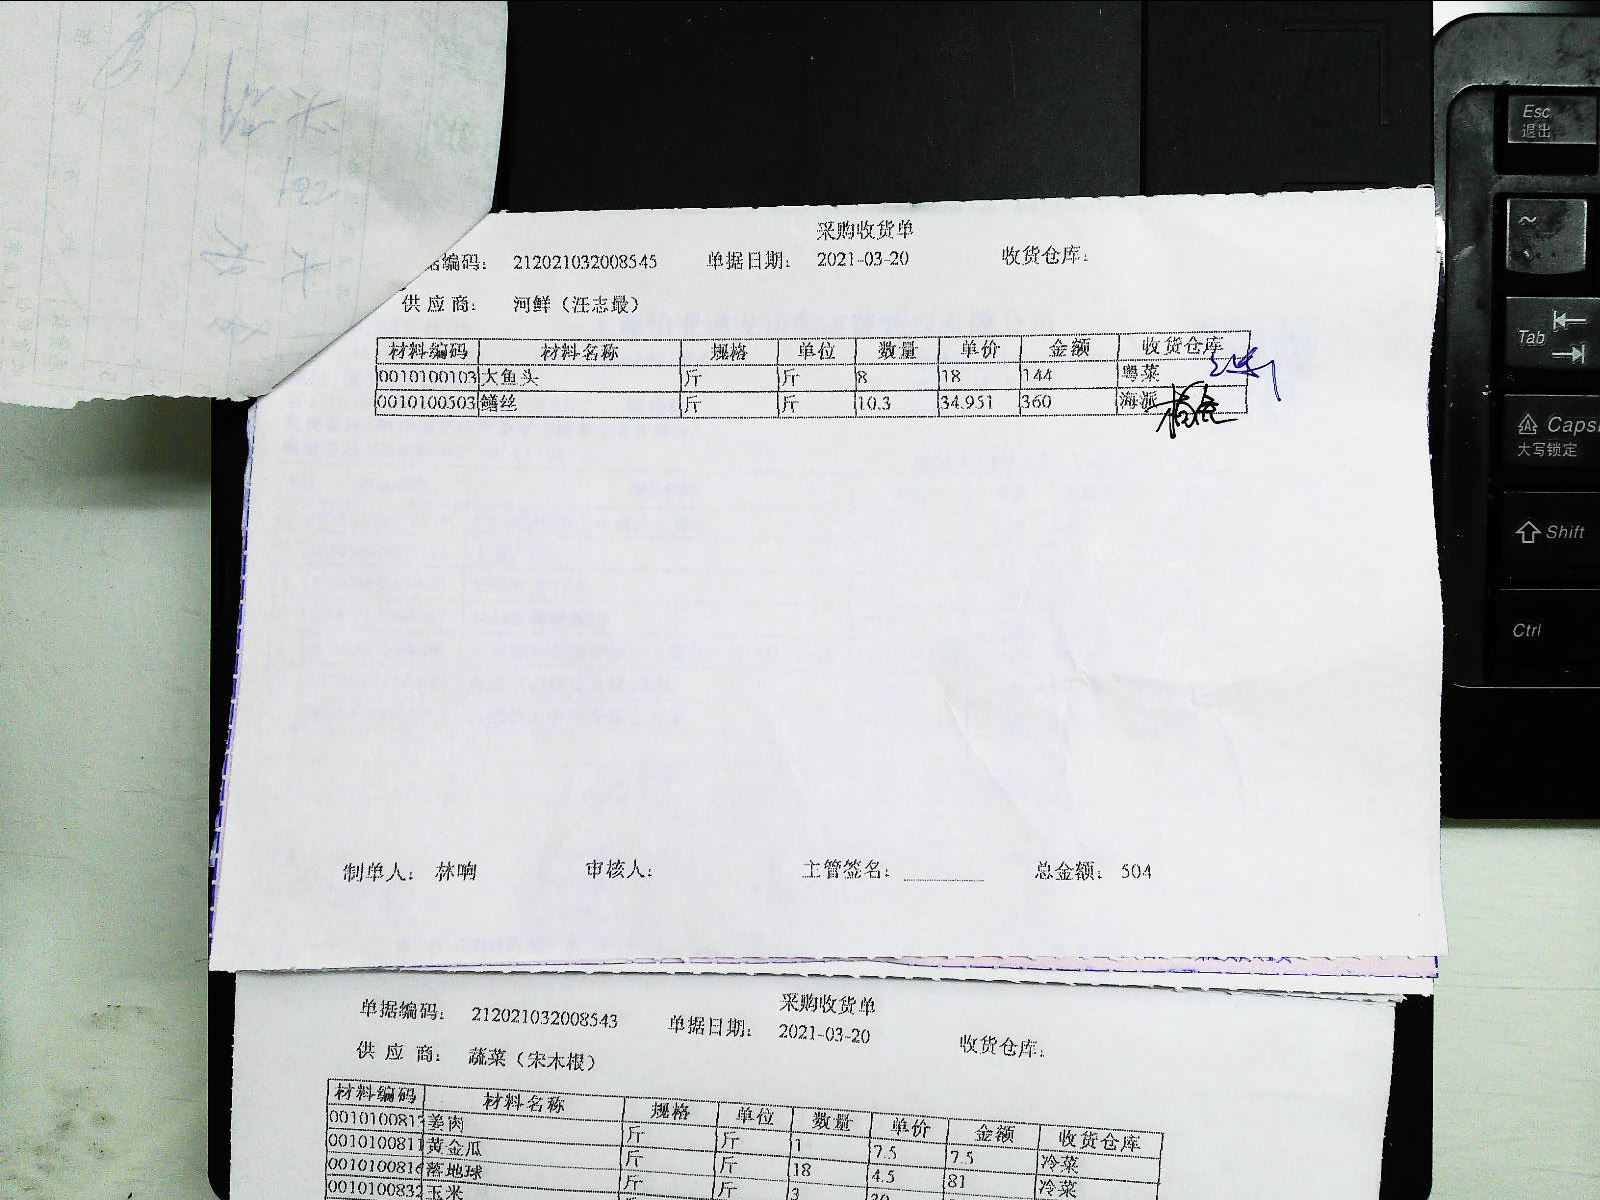 采购收货单
据编码： 212021032008545 单据日期： 2021-03-20 收货仓库：
供 应 商： 河鲜（汪志最）
材料编码 材料名称 规格 单位 数量 单价 金额 收货仓库
0010100103 大鱼头 斤 斤 8 18 144 粤菜
0010100503 鳝丝 斤 斤 10.3 34.951 360 海派
制单人： 林响 审核人： 主管签名： 总金额： 504
采购收货单
单据编码： 212021032008543 单据日期： 2021-03-20 收货仓库：
供 应 商： 蔬菜（宋木根）
材料编码 材料名称 规格 单位 数量 单价 金额 收货仓库
姜肉 斤 斤 1 7.5 7.5 冷菜
黄金瓜 斤 斤 18 4.5 81 冷菜
落地球 斤 斤 3
玉米
Esc
退出
~
Tab
Caps
大写锁定
Shift
Ctrl